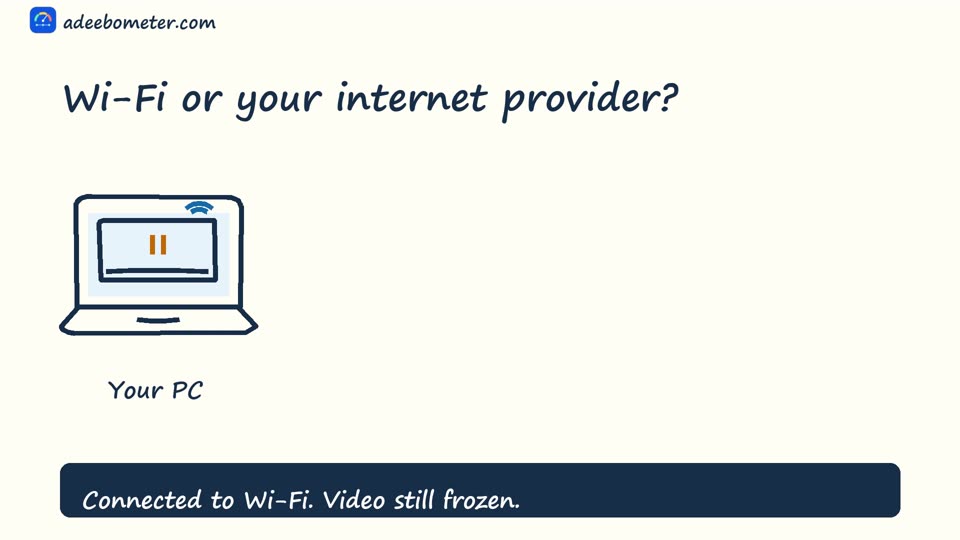 adeebometer.com
Wi-Fi or your internet provider?
Your PC
Connected to Wi-Fi. Video still frozen.